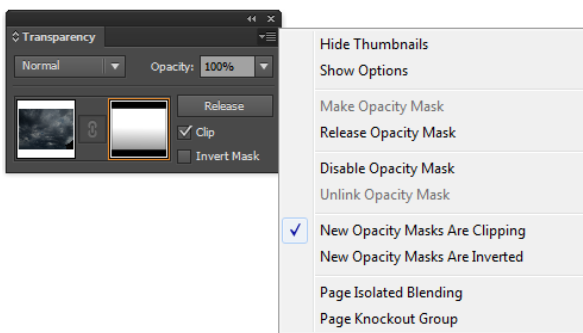 Transparency
Normal Opacity: 100%
Release
Clip
Invert Mask
Hide Thumbnails
Show Options
Make Opacity Mask
Release Opacity Mask
Disable Opacity Mask
Unlink Opacity Mask
New Opacity Masks Are Clipping
New Opacity Masks Are Inverted
Page Isolated Blending
Page Knockout Group